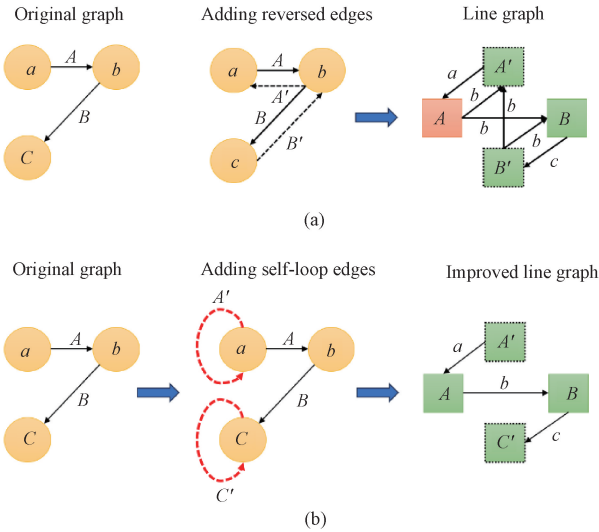 Original graph
Adding reversed edges
Line graph
a
A
b
B
C
a
A
b
A′
B
B′
c
a
A′
b
b
A
b
B
b
B′
c
(a)
Original graph
Adding self-loop edges
Improved line graph
a
A
b
B
C
A′
a
A
b
B
C
C′
a
A′
A
b
B
C′
c
(b)